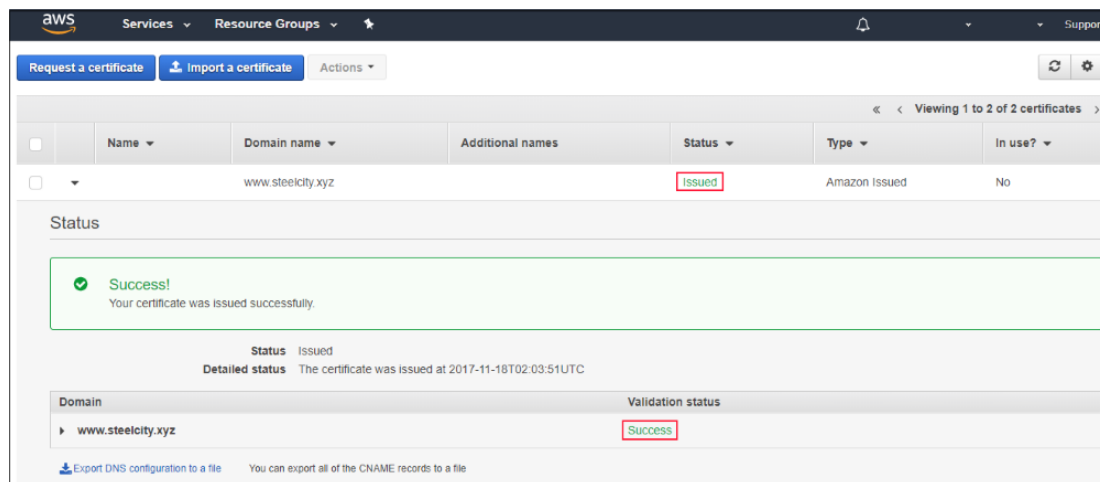 aws Services Resource Groups Suppor
Request a certificate Import a certificate Actions
« < Viewing 1 to 2 of 2 certificates >
Name Domain name Additional names Status Type In use?
www.steelcity.xyz Issued Amazon Issued No
Status
Success!
Your certificate was issued successfully.
Status Issued
Detailed status The certificate was issued at 2017-11-18T02:03:51UTC
Domain Validation status
www.steelcity.xyz Success
Export DNS configuration to a file You can export all of the CNAME records to a file